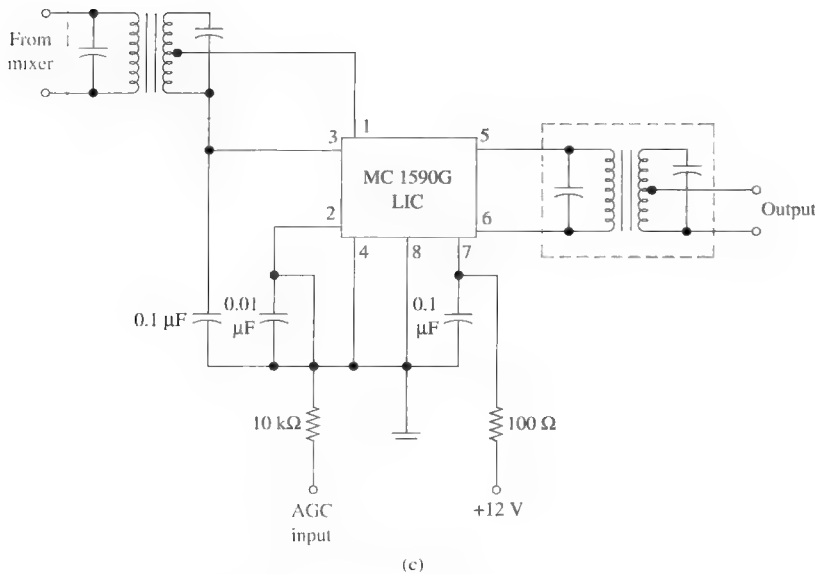 From
mixer
1
3
5
MC 1590G
LIC
2
6
4
8
7
Output
0.1 μF
0.01
μF
0.1
μF
10 kΩ
100 Ω
AGC
input
+12 V
(c)